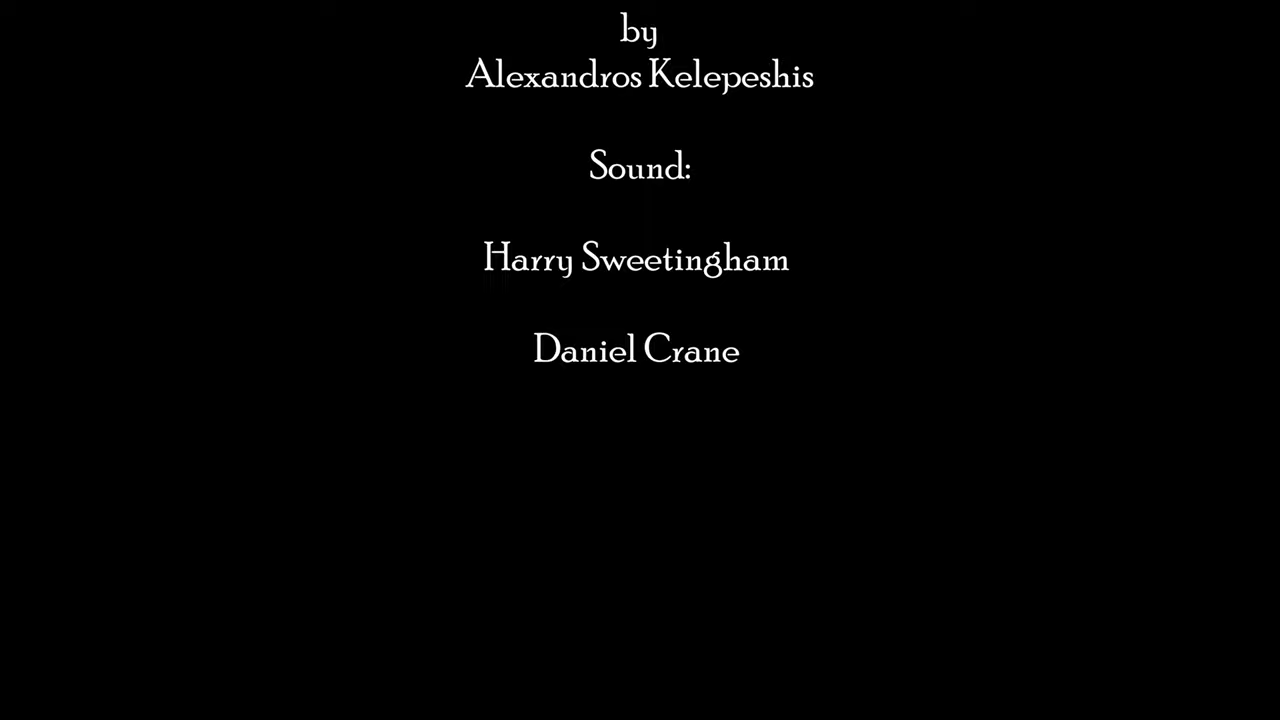 by
Alexandros Kelepeshis
Sound:
Harry Sweetingham
Daniel Crane